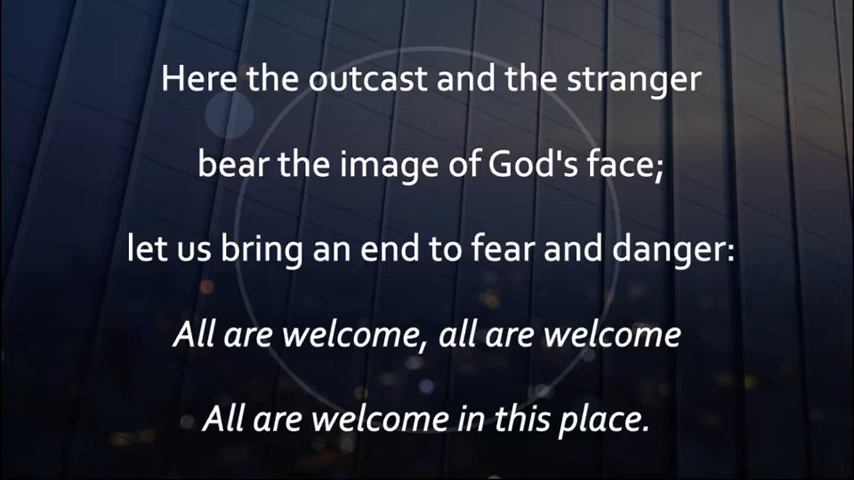 Here the outcast and the stranger
bear the image of God's face;
let us bring an end to fear and danger:
All are welcome, all are welcome
All are welcome in this place.